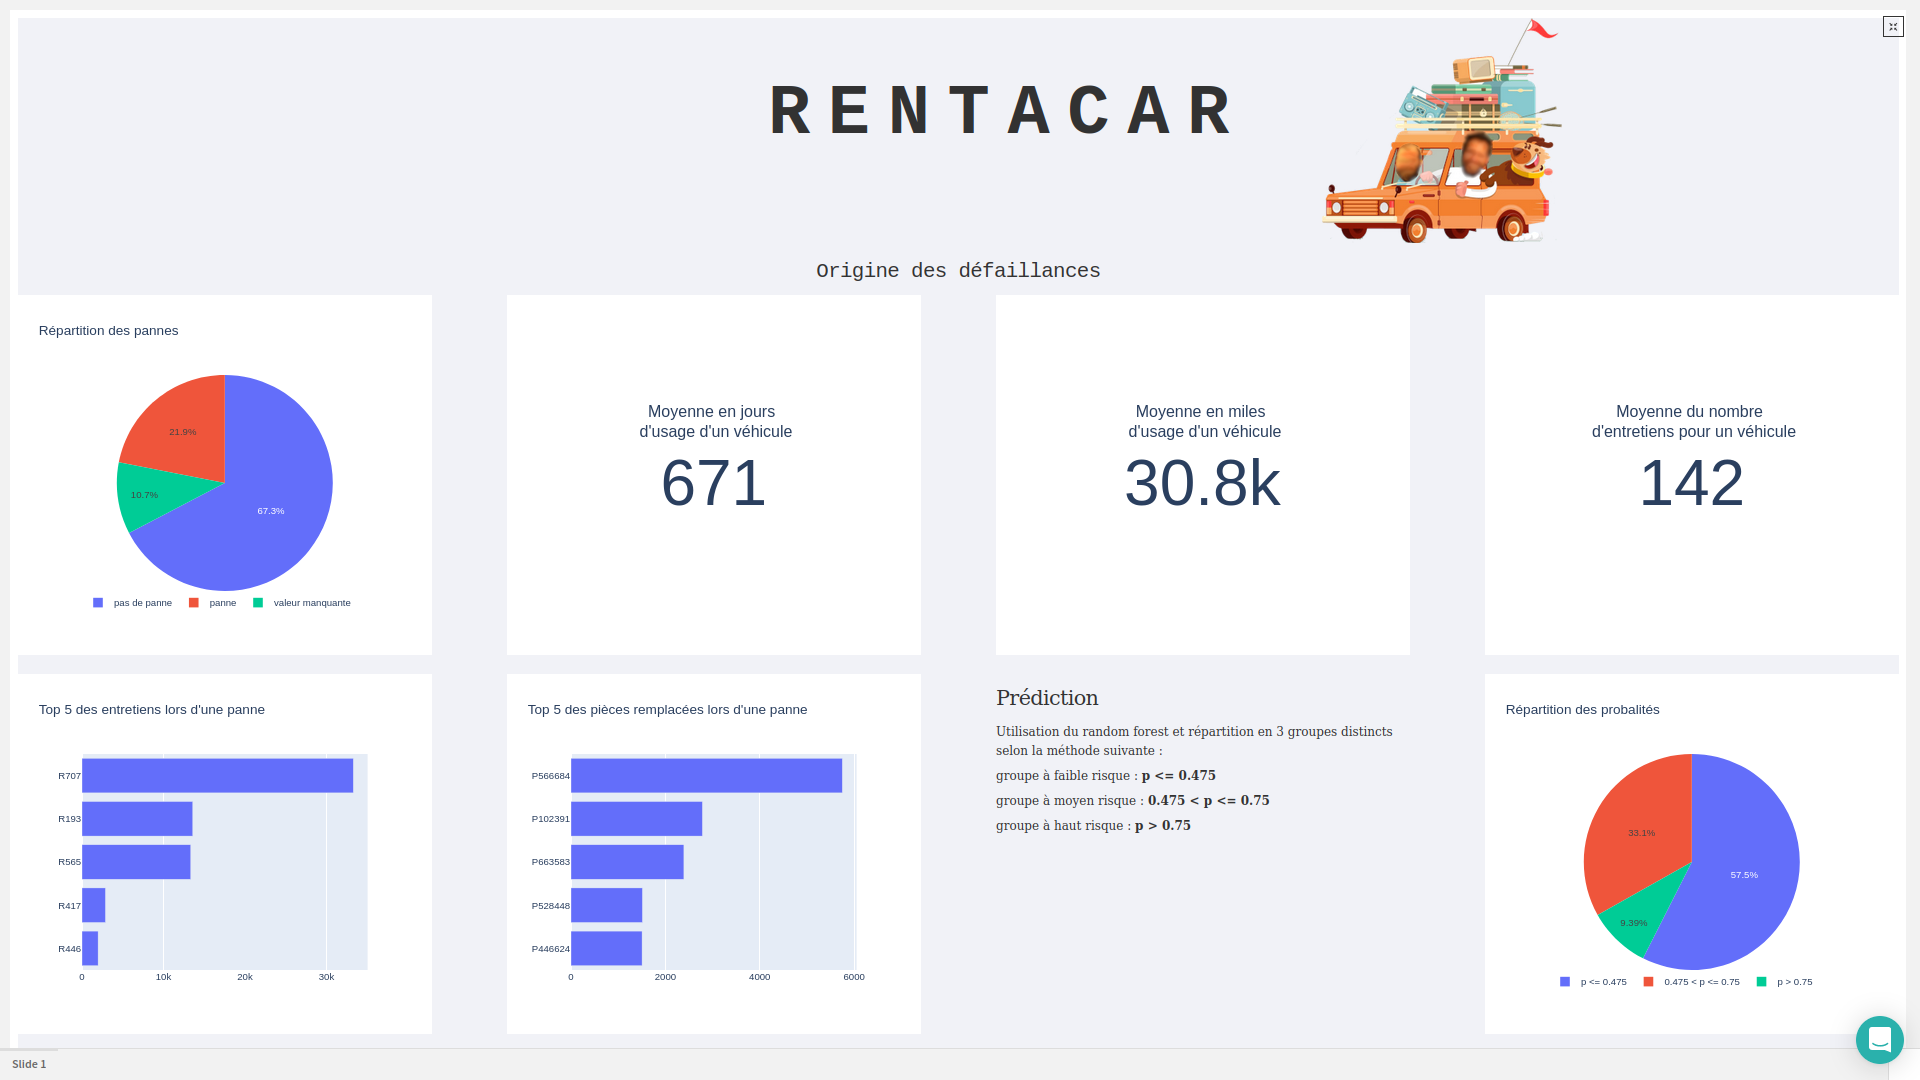 RENTACAR
Origine des défaillances
Répartition des pannes
21.9%
10.7%
67.3%
pas de panne
panne
valeur manquante
Moyenne en jours
d'usage d'un véhicule
671
Moyenne en miles
d'usage d'un véhicule
30.8k
Moyenne du nombre
d'entretiens pour un véhicule
142
Top 5 des entretiens lors d'une panne
R707
R193
R565
R417
R446
0
10k
20k
30k
Top 5 des pièces remplacées lors d'une panne
P566684
P102391
P663583
P528448
P446624
0
2000
4000
6000
Prédiction
Utilisation du random forest et répartition en 3 groupes distincts
selon la méthode suivante :
groupe à faible risque : p <= 0.475
groupe à moyen risque : 0.475 < p <= 0.75
groupe à haut risque : p > 0.75
Répartition des probalités
33.1%
57.5%
9.39%
p <= 0.475
0.475 < p <= 0.75
p > 0.75
Slide 1